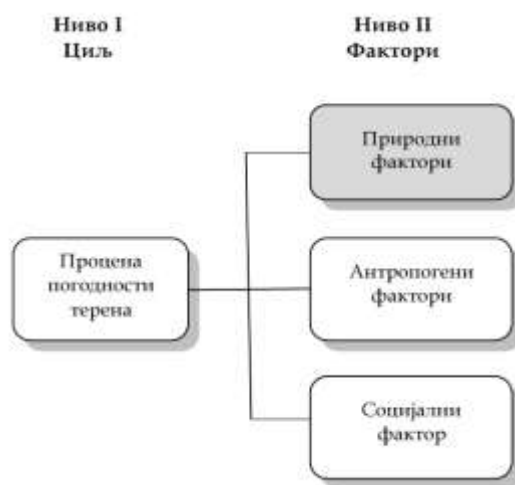 Ниво I
Циљ
Ниво II
Фактори
Природни
фактори
Процена
погодности
терена
Антропогени
фактори
Социјални
фактор